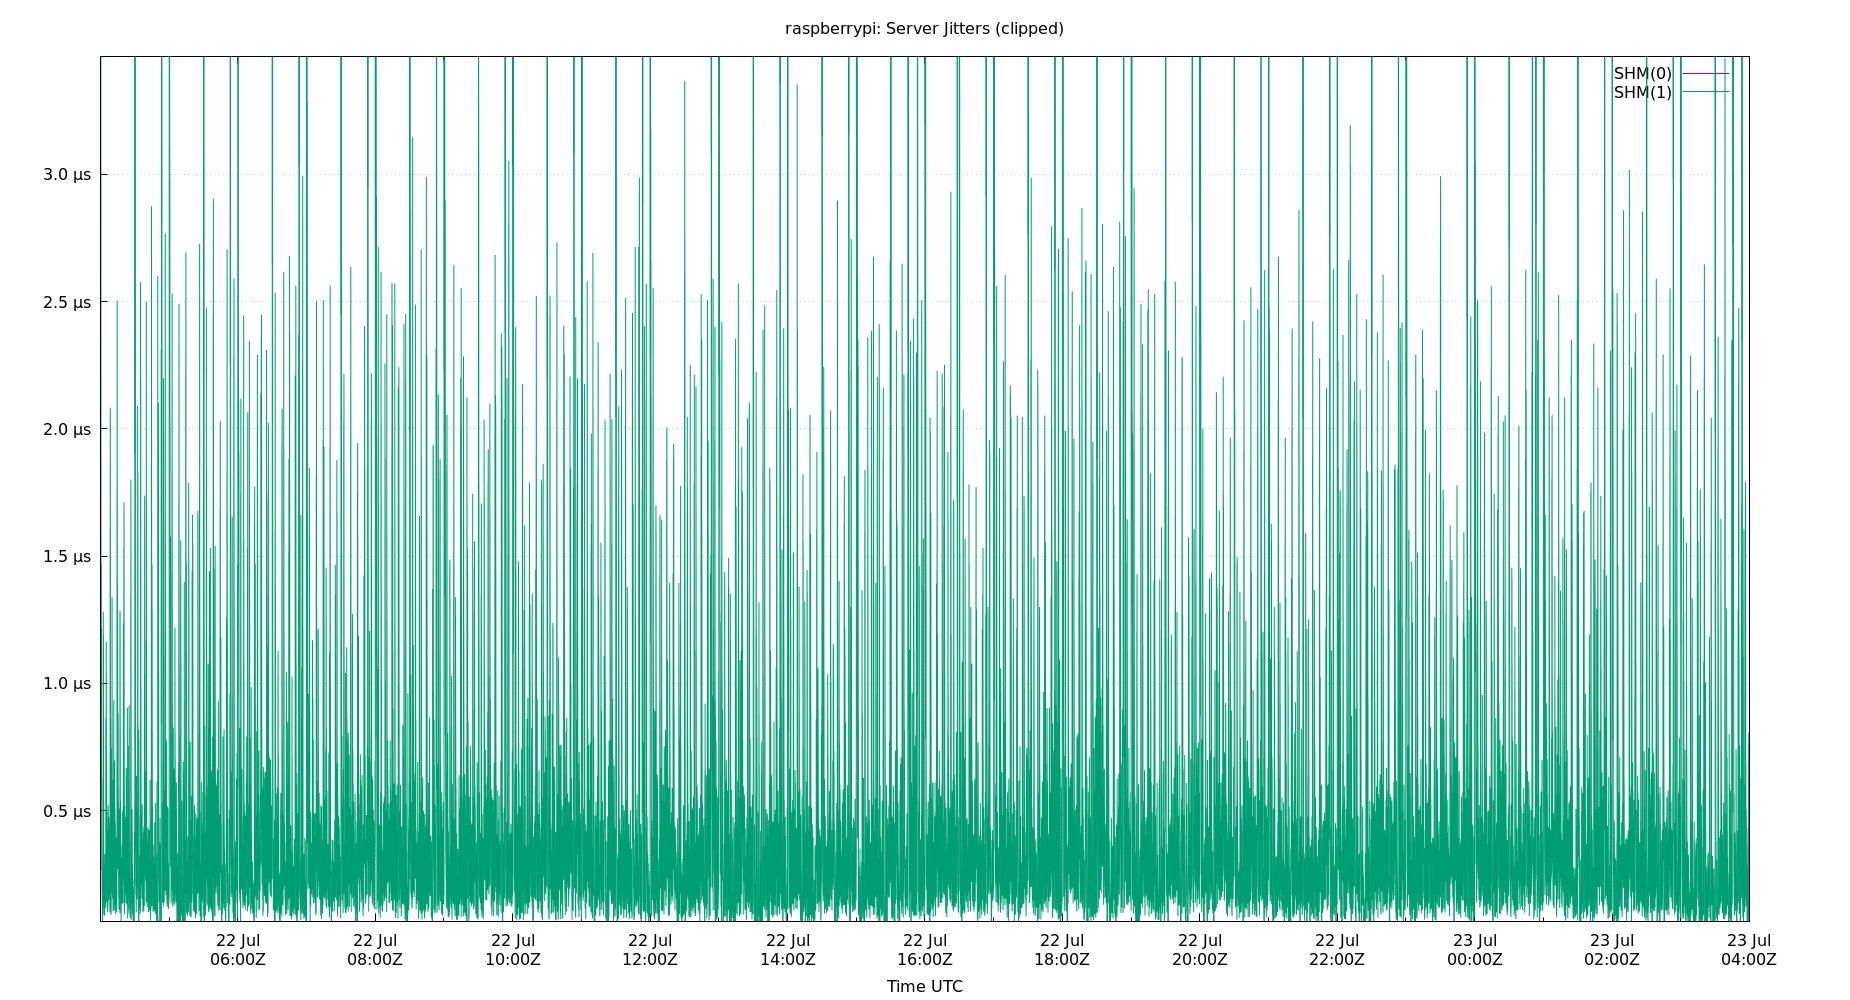 raspberrypi: Server Jitters (clipped)
SHM(0)
SHM(1)
3.0 µs
2.5 µs
2.0 µs
1.5 µs
1.0 µs
0.5 µs
22 Jul 22 Jul 22 Jul 22 Jul 22 Jul 22 Jul 22 Jul 22 Jul 22 Jul 23 Jul 23 Jul 23 Jul
06:00Z 08:00Z 10:00Z 12:00Z 14:00Z 16:00Z 18:00Z 20:00Z 22:00Z 00:00Z 02:00Z 04:00Z
Time UTC